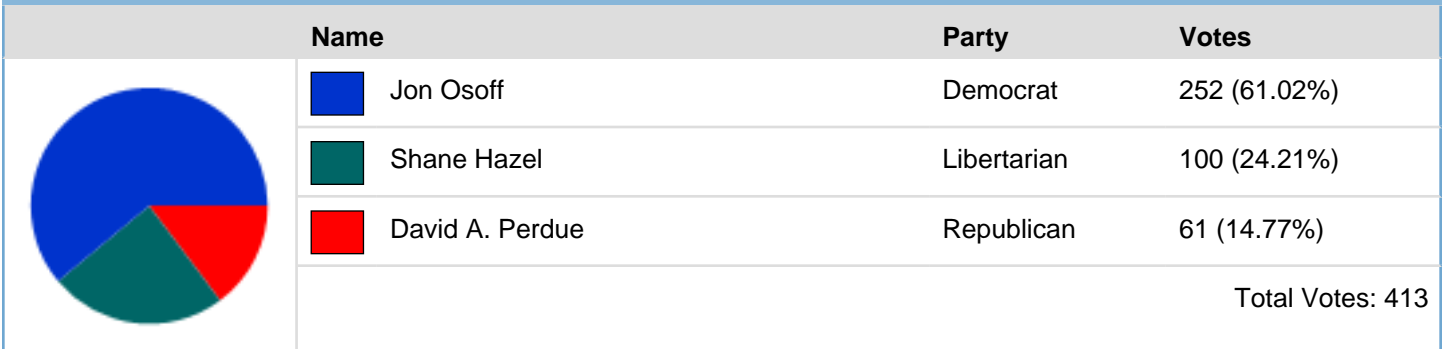 Name Party Votes
Jon Osoff Democrat 252 (61.02%)
Shane Hazel Libertarian 100 (24.21%)
David A. Perdue Republican 61 (14.77%)
Total Votes: 413